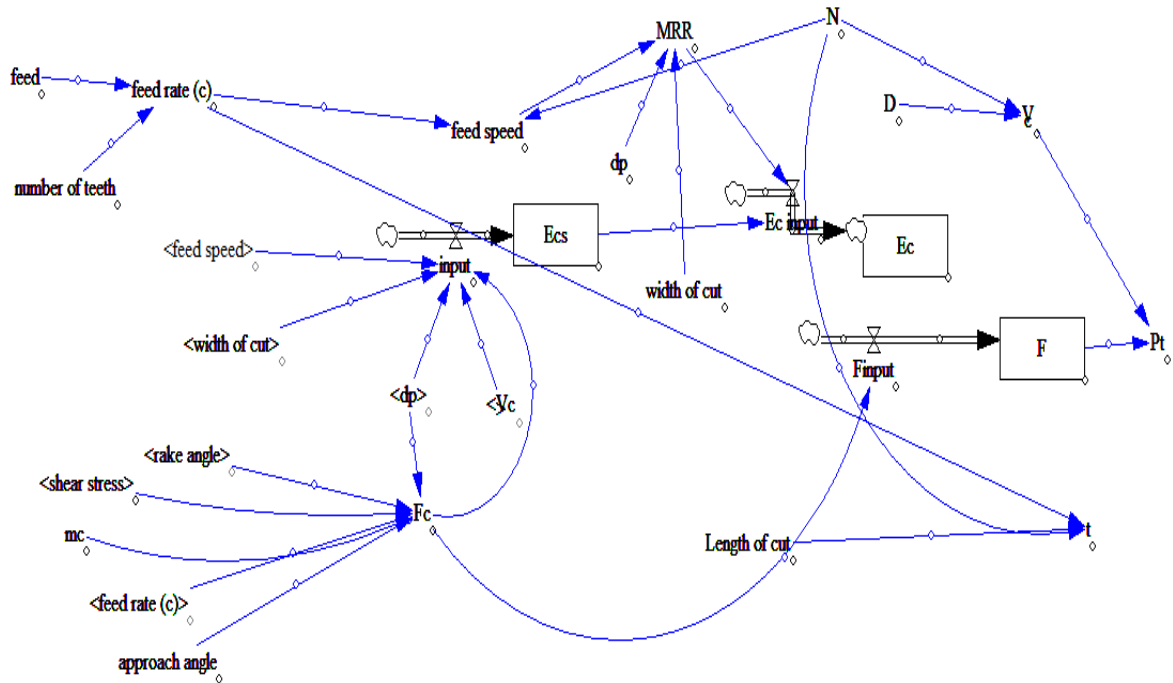 N
MRR
feed
feed rate (c)
D
Vc
feed speed
dp
number of teeth
Ecs
Ec input
Ec
<feed speed>
input
width of cut
<width of cut>
F
Pt
Finput
<dp>
<Vc
<rake angle>
<shear stress>
Fc
mc
Length of cut
t
<feed rate (c)>
approach angle